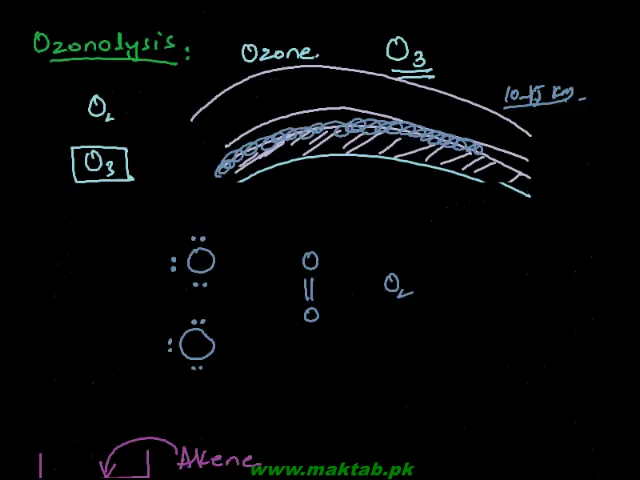 Ozonolysis:
Ozone. O₃
10-15 km.
O₂
O₃
:O:
O
O₂
||
O
:O:
Alkene
www.maktab.pk